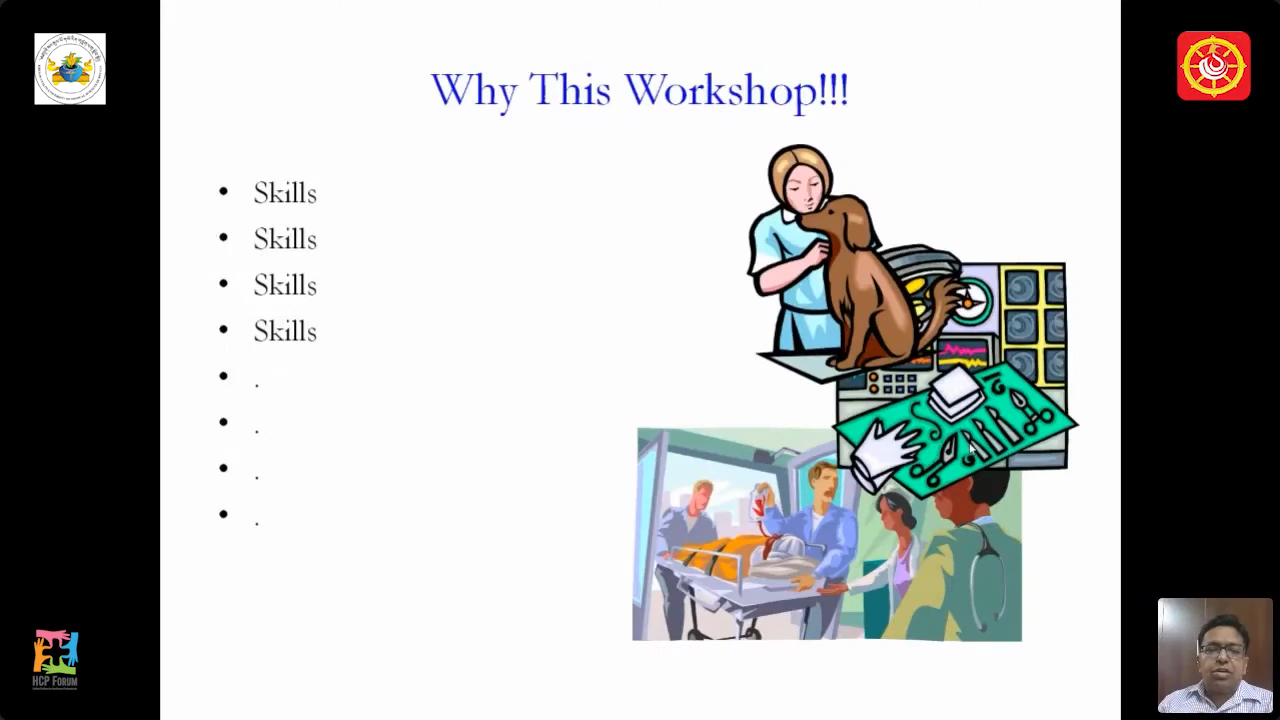 Why This Workshop!!!
• Skills
• Skills
• Skills
• Skills
• .
• .
• .
• .
HCP FORUM